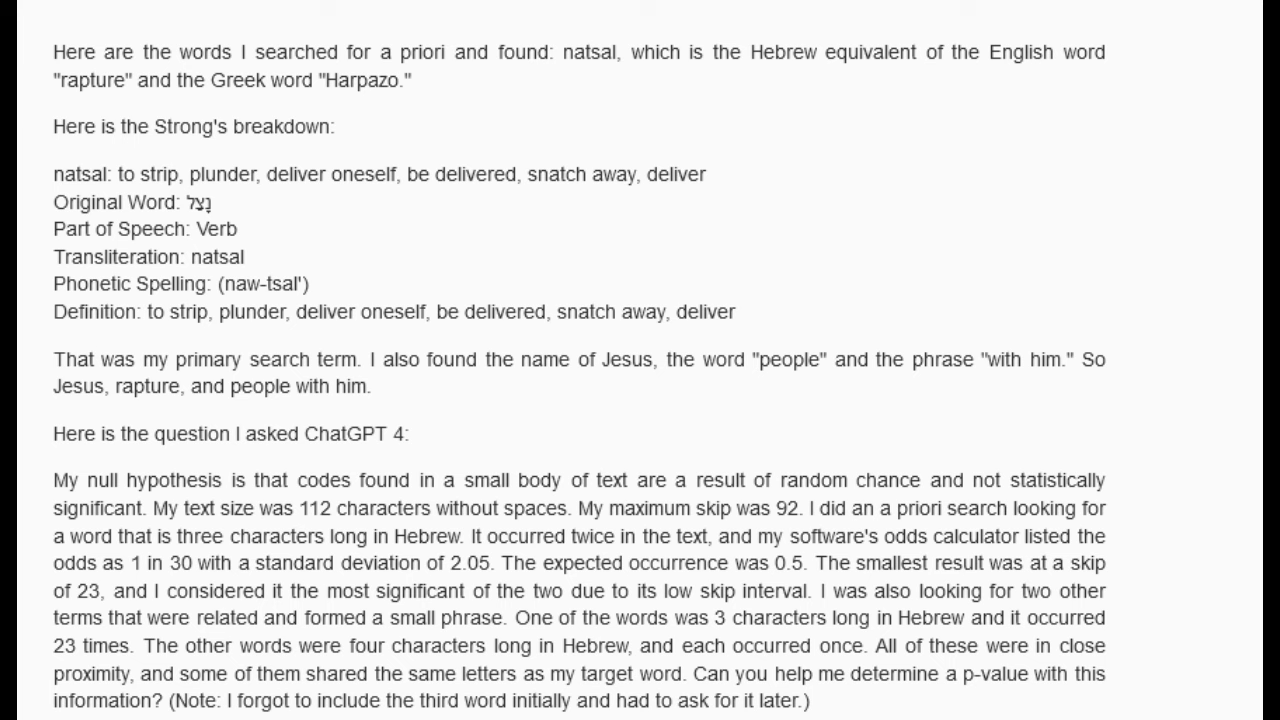 Here are the words I searched for a priori and found: natsal, which is the Hebrew equivalent of the English word
"rapture" and the Greek word "Harpazo."
Here is the Strong's breakdown:
natsal: to strip, plunder, deliver oneself, be delivered, snatch away, deliver
Original Word: נָצַל
Part of Speech: Verb
Transliteration: natsal
Phonetic Spelling: (naw-tsal')
Definition: to strip, plunder, deliver oneself, be delivered, snatch away, deliver
That was my primary search term. I also found the name of Jesus, the word "people" and the phrase "with him." So
Jesus, rapture, and people with him.
Here is the question I asked ChatGPT 4:
My null hypothesis is that codes found in a small body of text are a result of random chance and not statistically
significant. My text size was 112 characters without spaces. My maximum skip was 92. I did an a priori search looking for
a word that is three characters long in Hebrew. It occurred twice in the text, and my software's odds calculator listed the
odds as 1 in 30 with a standard deviation of 2.05. The expected occurrence was 0.5. The smallest result was at a skip
of 23, and I considered it the most significant of the two due to its low skip interval. I was also looking for two other
terms that were related and formed a small phrase. One of the words was 3 characters long in Hebrew and it occurred
23 times. The other words were four characters long in Hebrew, and each occurred once. All of these were in close
proximity, and some of them shared the same letters as my target word. Can you help me determine a p-value with this
information? (Note: I forgot to include the third word initially and had to ask for it later.)